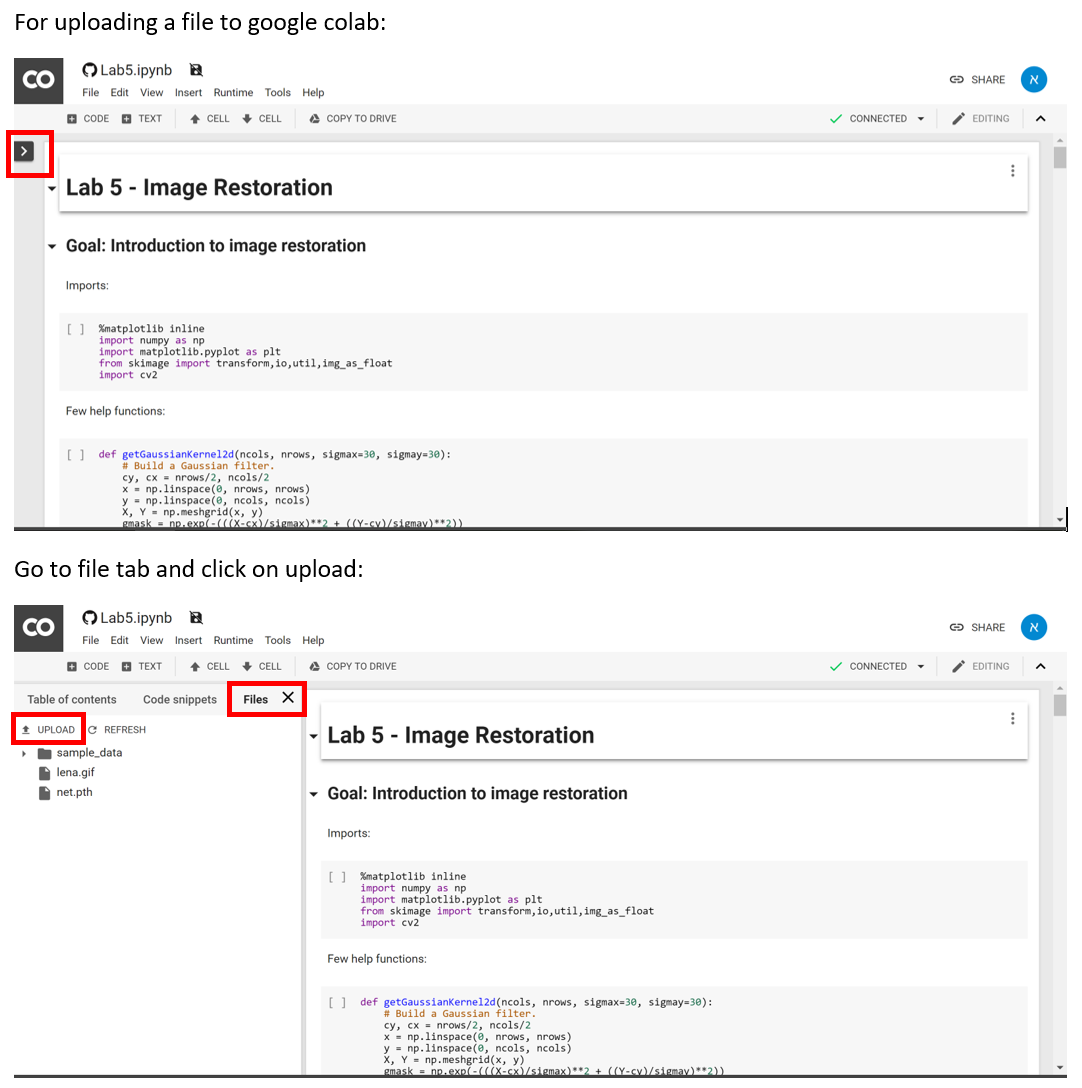 For uploading a file to google colab:
CO
Lab5.ipynb
File Edit View Insert Runtime Tools Help
SHARE
א
CODE TEXT CELL CELL COPY TO DRIVE
CONNECTED EDITING
Lab 5 - Image Restoration
Goal: Introduction to image restoration
Imports:
[ ] %matplotlib inline
import numpy as np
import matplotlib.pyplot as plt
from skimage import transform,io,util,img_as_float
import cv2
Few help functions:
[ ] def getGaussianKernel2d(ncols, nrows, sigmax=30, sigmay=30):
# Build a Gaussian filter.
cy, cx = nrows/2, ncols/2
x = np.linspace(0, nrows, nrows)
y = np.linspace(0, ncols, ncols)
X, Y = np.meshgrid(x, y)
gmask = np.exp(-(((X-cx)/sigmax)**2 + ((Y-cy)/sigmay)**2))
Go to file tab and click on upload:
CO
Lab5.ipynb
File Edit View Insert Runtime Tools Help
SHARE
א
CODE TEXT CELL CELL COPY TO DRIVE
CONNECTED EDITING
Table of contents Code snippets Files
UPLOAD REFRESH
sample_data
lena.gif
net.pth
Lab 5 - Image Restoration
Goal: Introduction to image restoration
Imports:
[ ] %matplotlib inline
import numpy as np
import matplotlib.pyplot as plt
from skimage import transform,io,util,img_as_float
import cv2
Few help functions:
[ ] def getGaussianKernel2d(ncols, nrows, sigmax=30, sigmay=30):
# Build a Gaussian filter.
cy, cx = nrows/2, ncols/2
x = np.linspace(0, nrows, nrows)
y = np.linspace(0, ncols, ncols)
X, Y = np.meshgrid(x, y)
gmask = np.exp(-(((X-cx)/sigmax)**2 + ((Y-cy)/sigmay)**2))